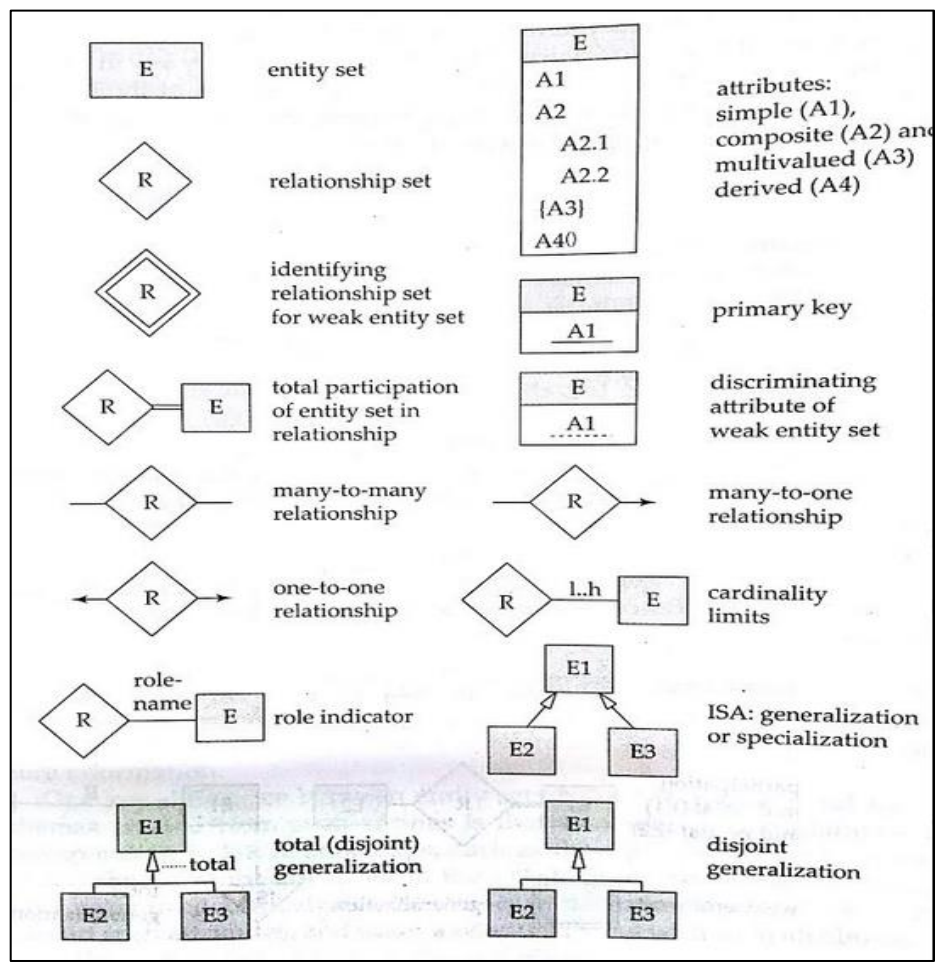 E
entity set
R
relationship set
R
identifying
relationship set
for weak entity set
R
E
total participation
of entity set in
relationship
R
many-to-many
relationship
R
one-to-one
relationship
role-
name
R
E
role indicator
E1
total
E2
E3
total (disjoint)
generalization
E
A1
A2
A2.1
A2.2
{A3}
A40
attributes:
simple (A1),
composite (A2) and
multivalued (A3)
derived (A4)
E
A1
primary key
E
A1
discriminating
attribute of
weak entity set
R
many-to-one
relationship
R
l..h
E
cardinality
limits
E1
E2
E3
ISA: generalization
or specialization
E1
E2
E3
disjoint
generalization